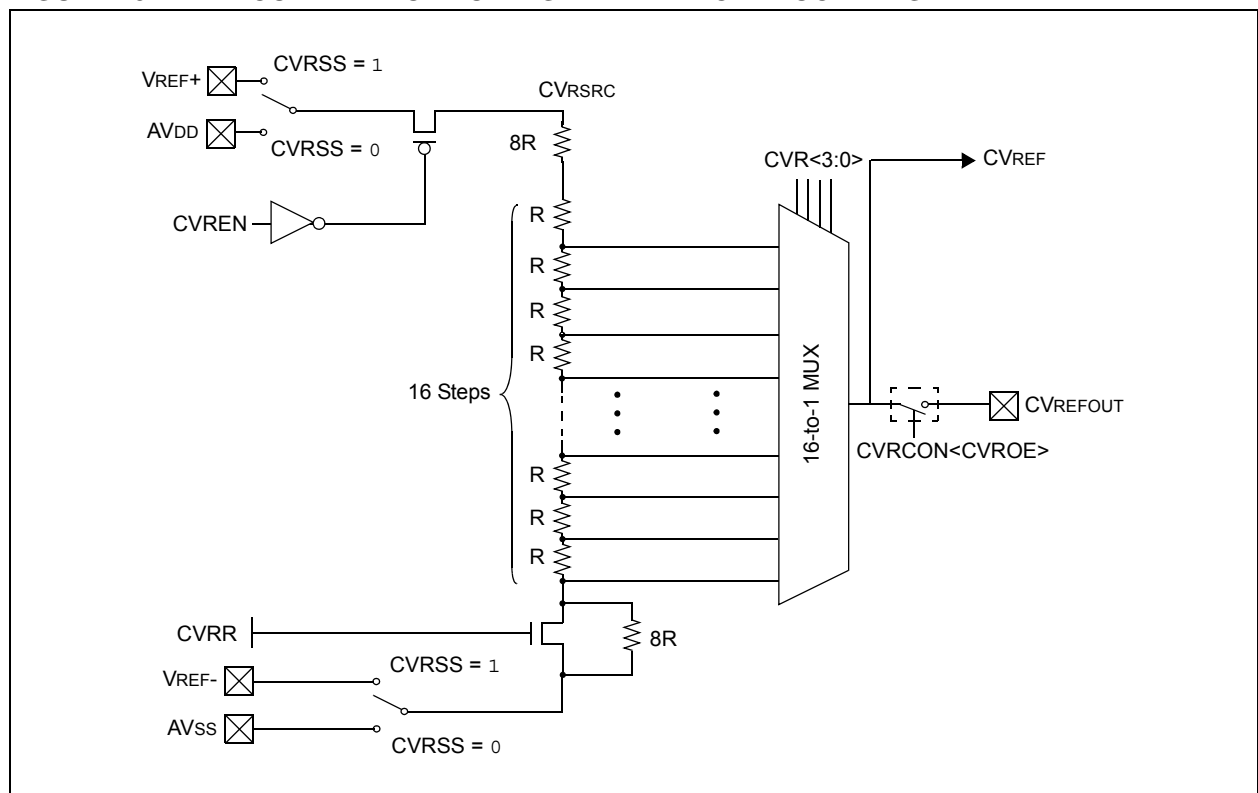 CVRSS = 1
VREF+
CVRSRC
AVDD
8R
CVRSS = 0
CVR<3:0>
CVREF
CVREN
R
R
R
R
16 Steps
16-to-1 MUX
CVREFOUT
CVRCON<CVROE>
R
R
R
CVRR
8R
CVRSS = 1
VREF-
AVSS
CVRSS = 0